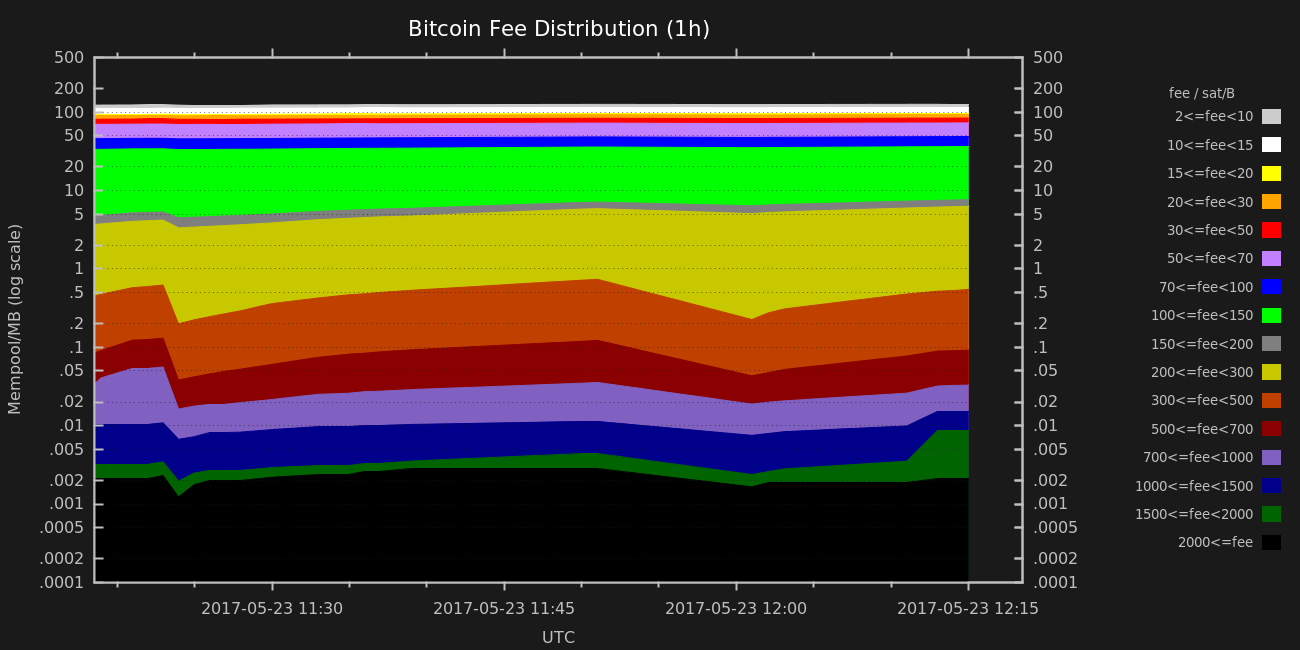 Bitcoin Fee Distribution (1h)
500
200
100
50
20
10
5
2
1
.5
.2
.1
.05
.02
.01
.005
.002
.001
.0005
.0002
.0001
Mempool/MB (log scale)
500
200
100
50
20
10
5
2
1
.5
.2
.1
.05
.02
.01
.005
.002
.001
.0005
.0002
.0001
2017-05-23 11:30
2017-05-23 11:45
2017-05-23 12:00
2017-05-23 12:15
UTC
fee / sat/B
2<=fee<10
10<=fee<15
15<=fee<20
20<=fee<30
30<=fee<50
50<=fee<70
70<=fee<100
100<=fee<150
150<=fee<200
200<=fee<300
300<=fee<500
500<=fee<700
700<=fee<1000
1000<=fee<1500
1500<=fee<2000
2000<=fee